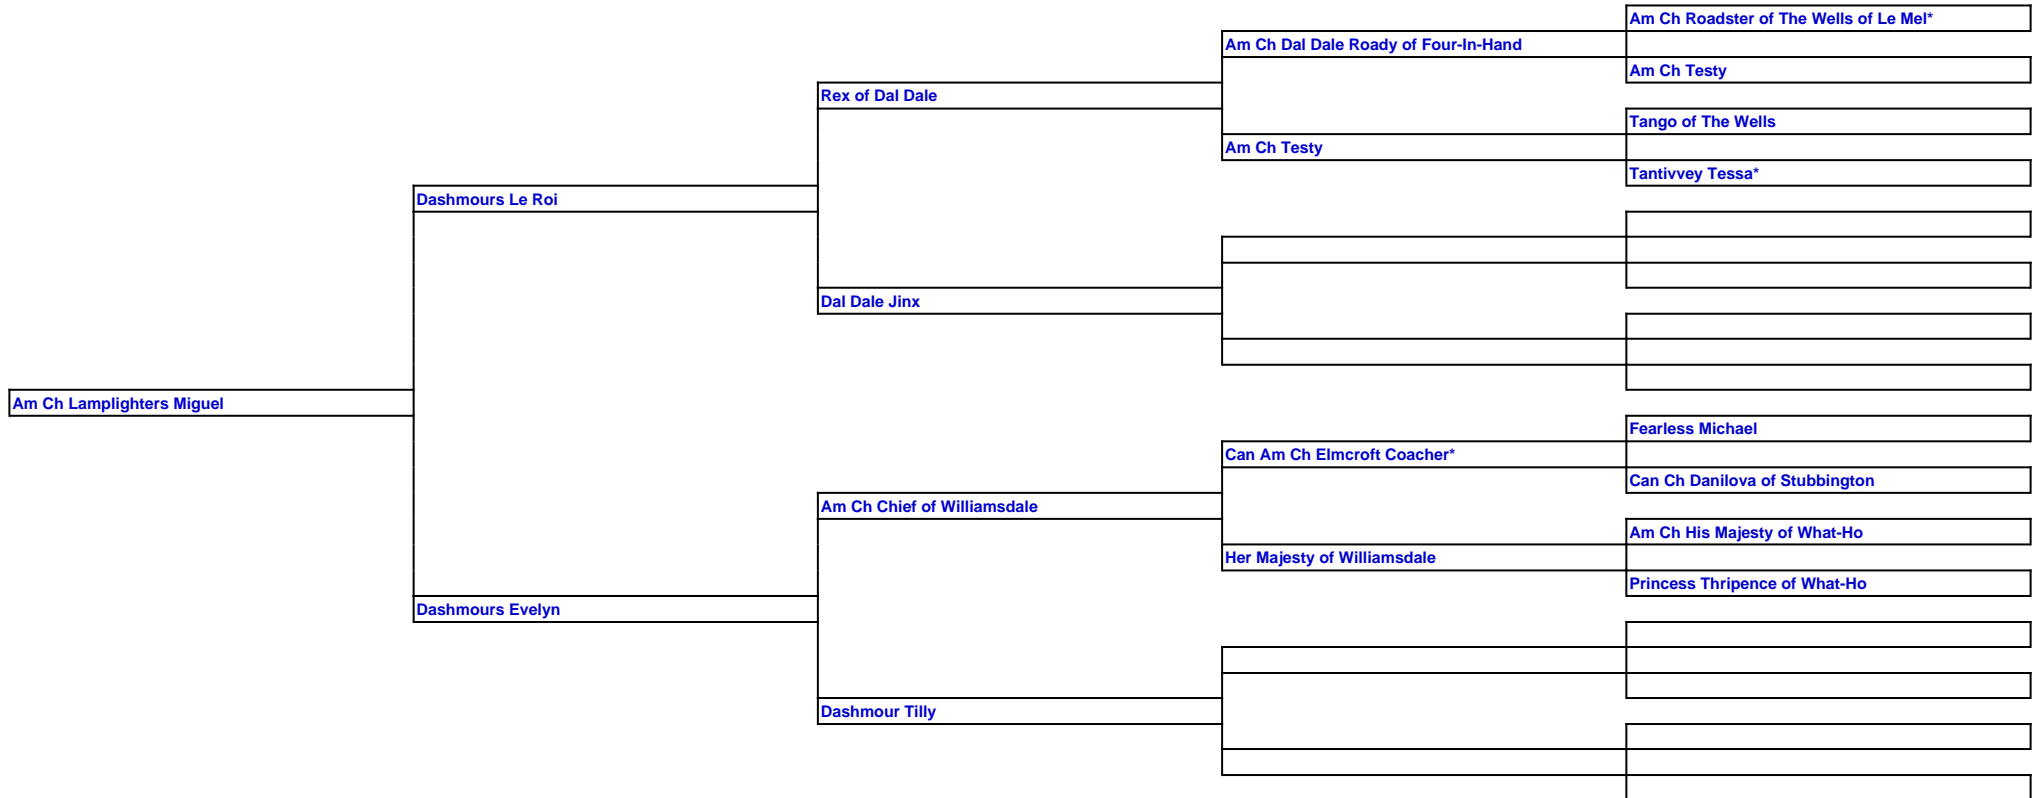 Am Ch Roadster of The Wells of Le Mel*
Am Ch Dal Dale Roady of Four-In-Hand
Am Ch Testy
Rex of Dal Dale
Tango of The Wells
Am Ch Testy
Tantivvey Tessa*
Dashmours Le Roi
Dal Dale Jinx
Am Ch Lamplighters Miguel
Fearless Michael
Can Am Ch Elmcroft Coacher*
Can Ch Danilova of Stubbington
Am Ch Chief of Williamsdale
Am Ch His Majesty of What-Ho
Her Majesty of Williamsdale
Princess Thripence of What-Ho
Dashmours Evelyn
Dashmour Tilly